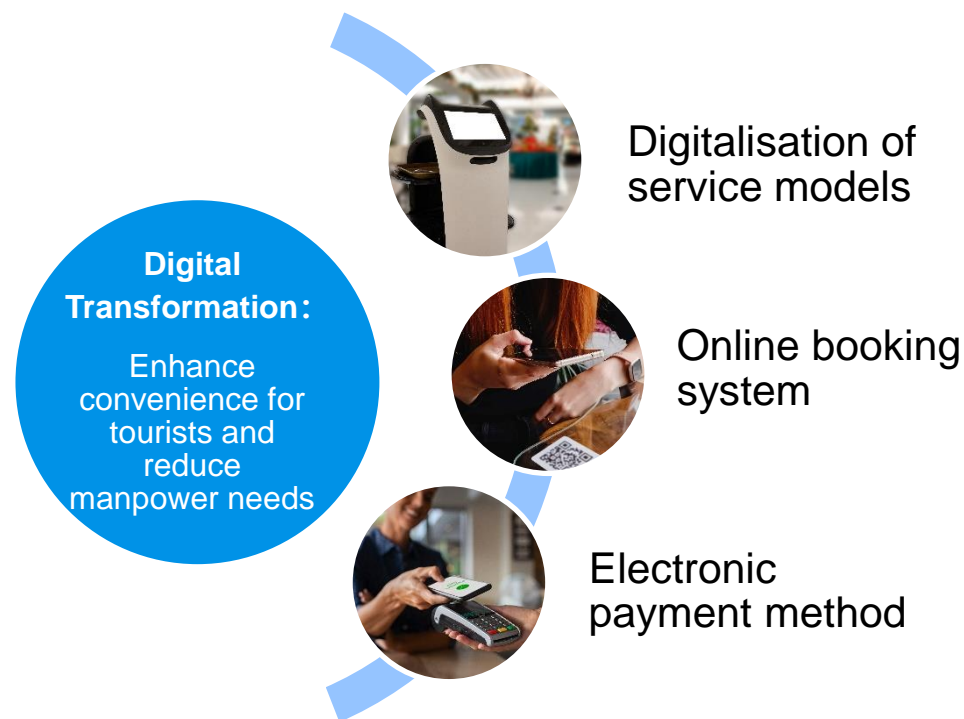 Digital
Transformation：
Enhance
convenience for
tourists and
reduce
manpower needs
Digitalisation of
service models
Online booking
system
Electronic
payment method